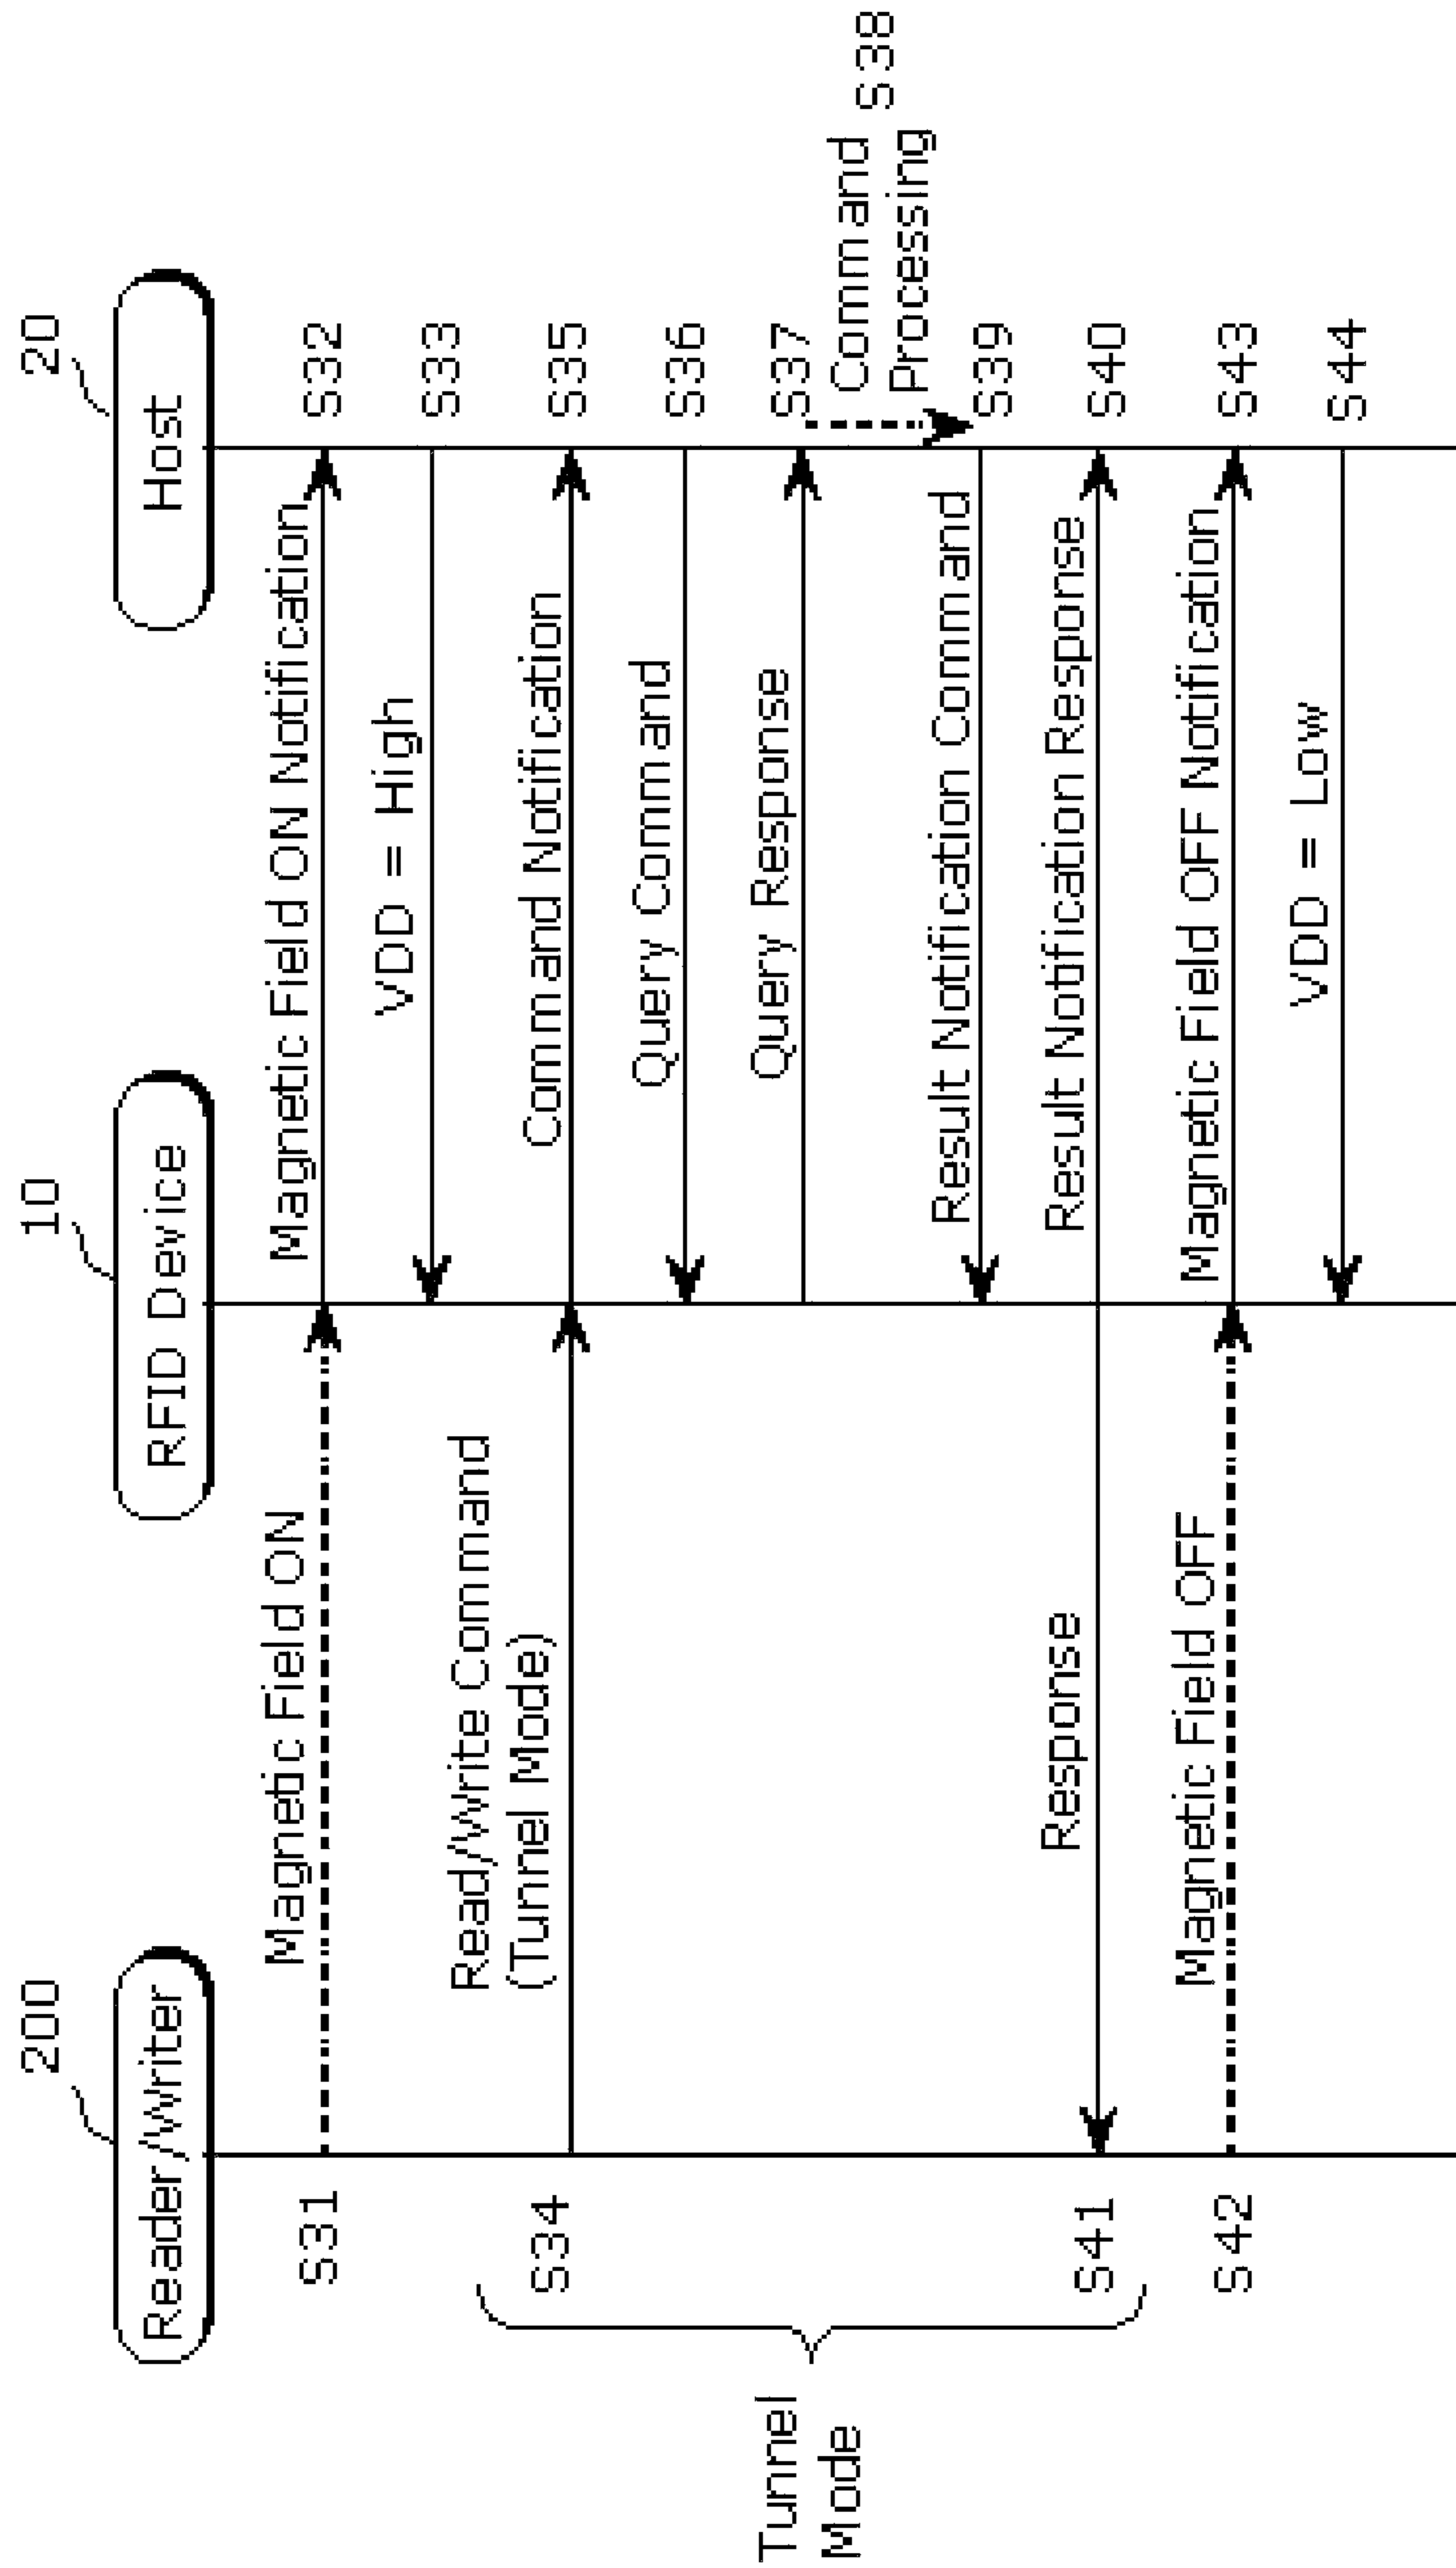 200
10
20
Reader/Writer
RFID Device
Host
S31
Magnetic Field ON
Magnetic Field ON Notification
S32
VDD = High
S33
Read/Write Command
(Tunnel Mode)
S34
Command Notification
S35
Query Command
S36
Query Response
S37
Tunnel
Mode
Command
Processing
S38
Result Notification Command
S39
Response
S41
Result Notification Response
S40
S42
Magnetic Field OFF
Magnetic Field OFF Notification
S43
VDD = Low
S44